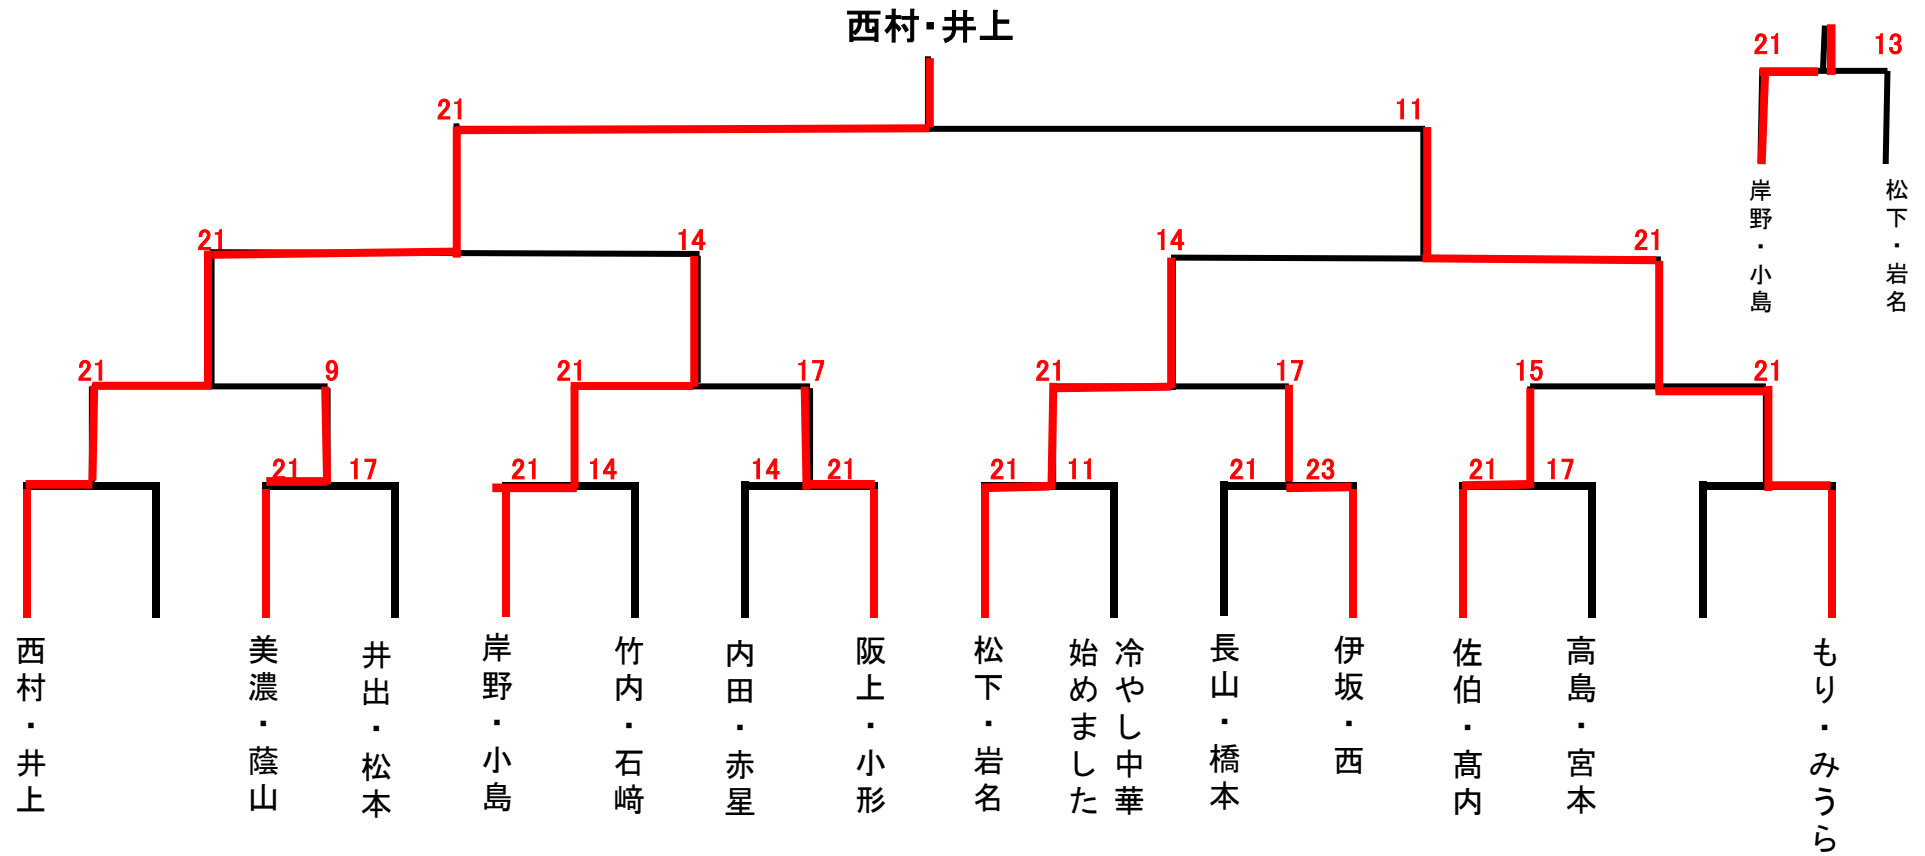 西村・井上
21 13
21 11
岸野・小島
松下・岩名
21 14 14 21
21 9 21 17 21 17 15 21
21 17 21 14 14 21 21 11 21 23 21 17
西村・井上
美濃・蔭山
井出・松本
岸野・小島
竹内・石﨑
内田・赤星
阪上・小形
松下・岩名
冷やし中華
始めました
長山・橋本
伊坂・西
佐伯・髙内
高島・宮本
もり・みうら